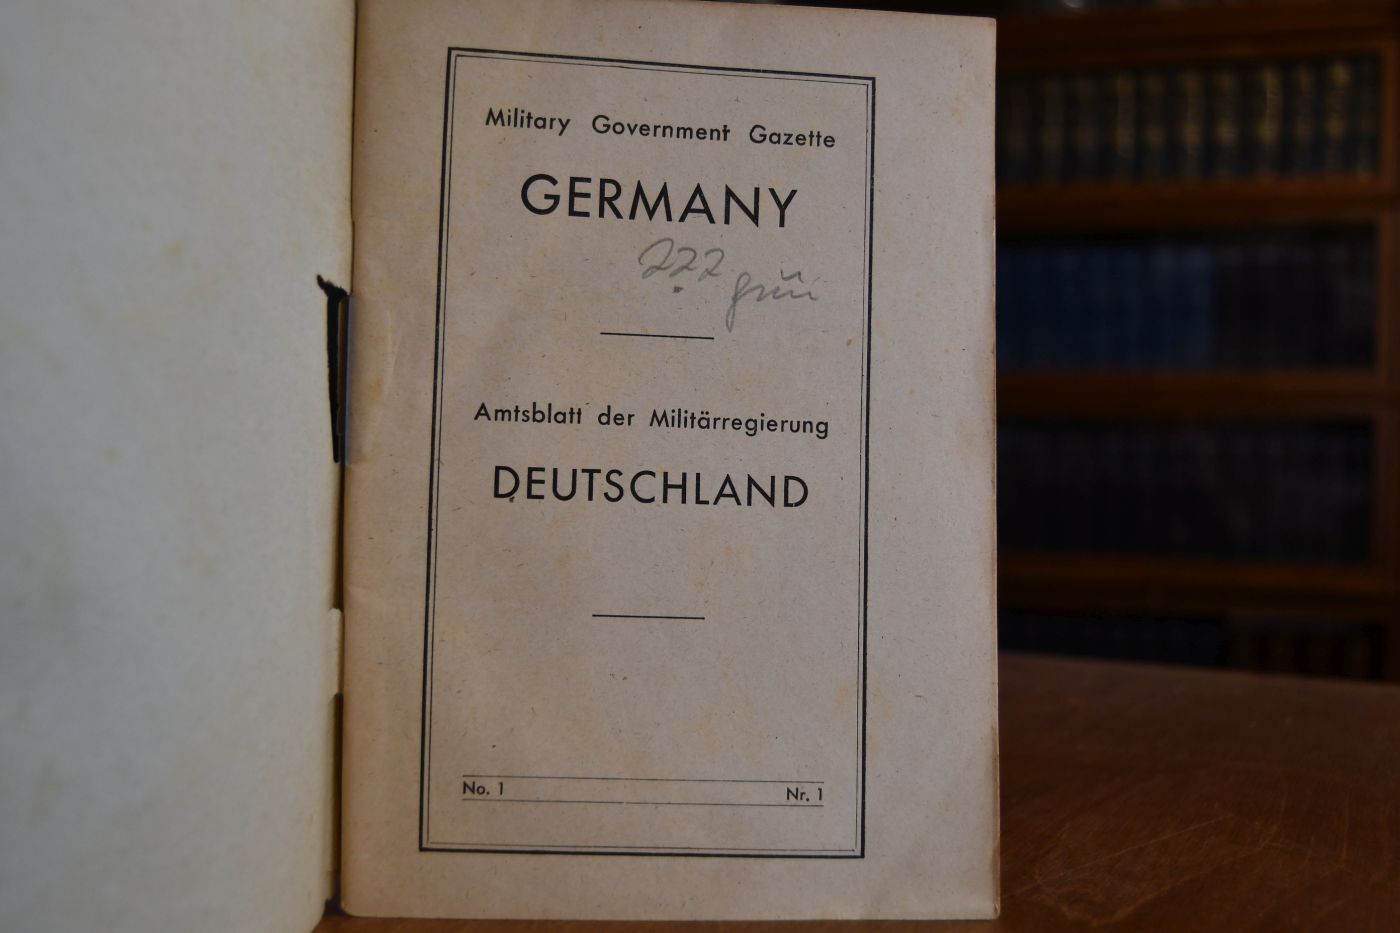 Military Government Gazette
GERMANY
Amtsblatt der Militärregierung
DEUTSCHLAND
No. 1 Nr. 1